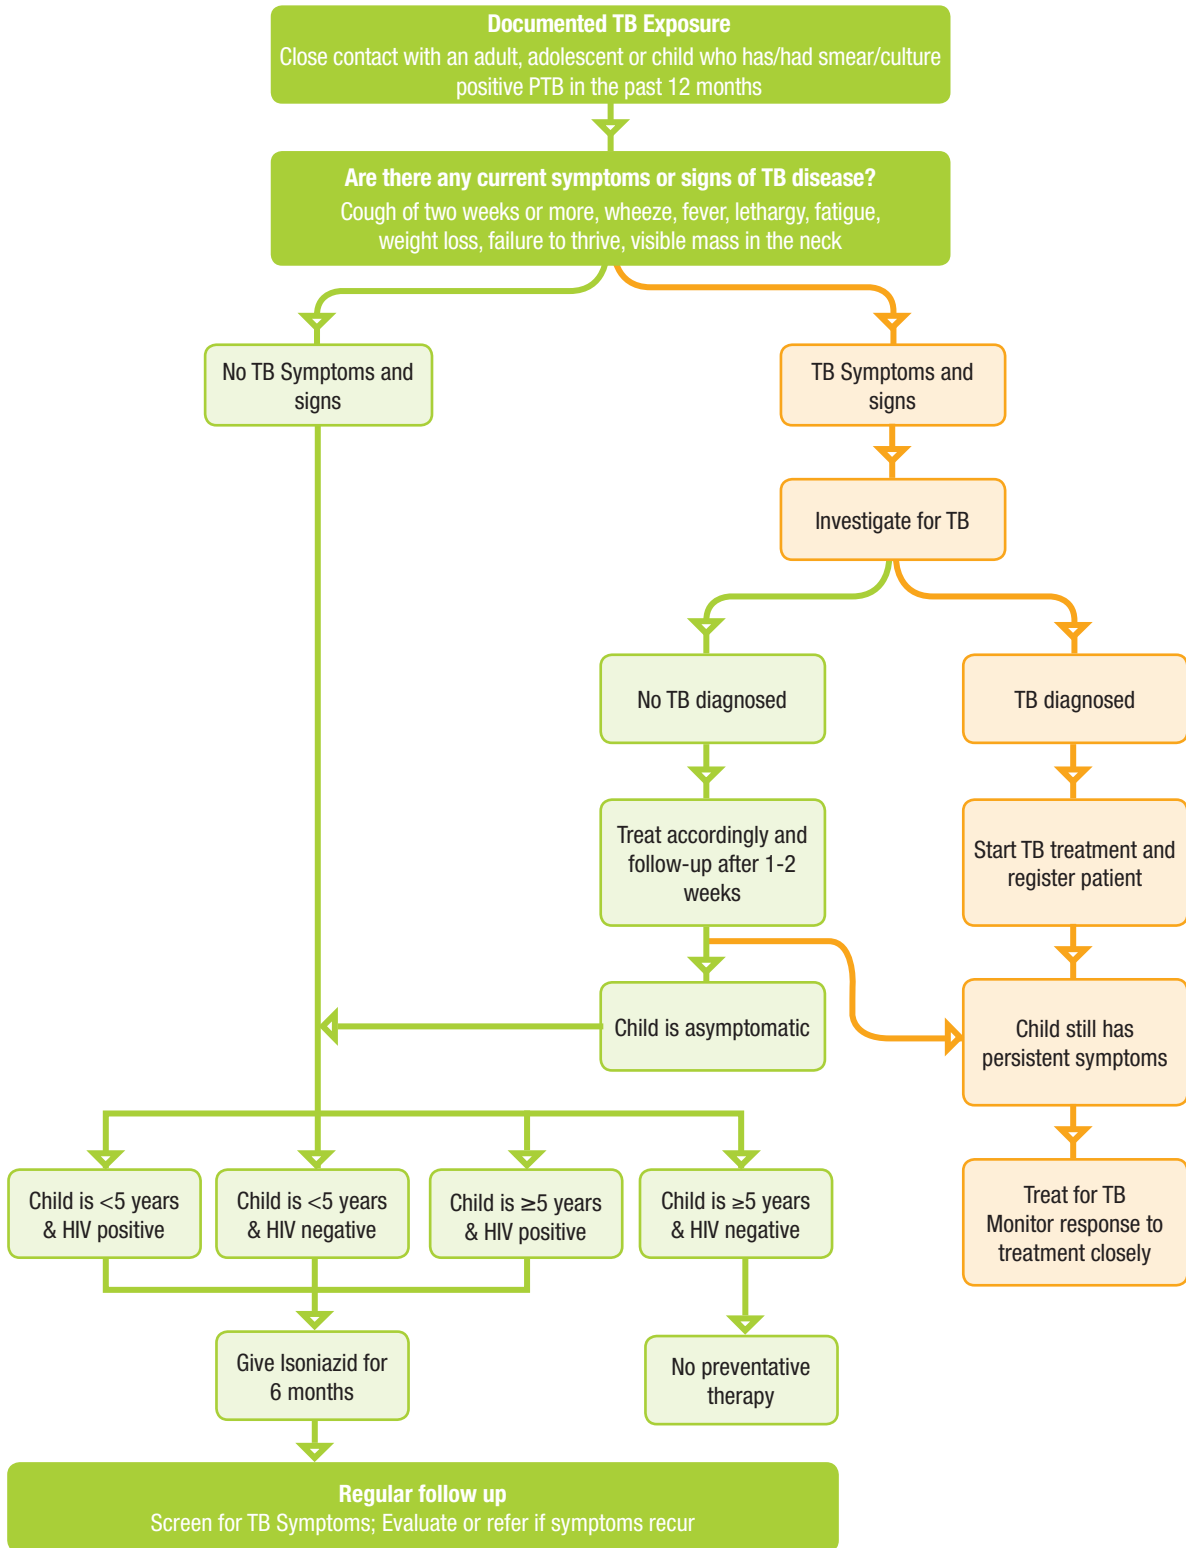 Documented TB Exposure
Close contact with an adult, adolescent or child who has/had smear/culture
positive PTB in the past 12 months
Are there any current symptoms or signs of TB disease?
Cough of two weeks or more, wheeze, fever, lethargy, fatigue,
weight loss, failure to thrive, visible mass in the neck
No TB Symptoms and
signs
TB Symptoms and
signs
Investigate for TB
No TB diagnosed
TB diagnosed
Treat accordingly and
follow-up after 1-2
weeks
Start TB treatment and
register patient
Child is asymptomatic
Child still has
persistent symptoms
Child is <5 years
& HIV positive
Child is <5 years
& HIV negative
Child is ≥5 years
& HIV positive
Child is ≥5 years
& HIV negative
Treat for TB
Monitor response to
treatment closely
Give Isoniazid for
6 months
No preventative
therapy
Regular follow up
Screen for TB Symptoms; Evaluate or refer if symptoms recur